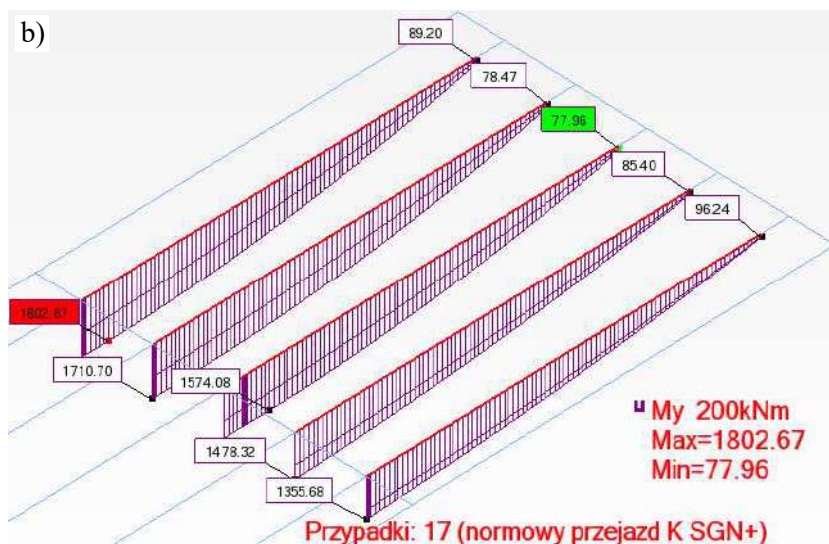 b)
89.20
78.47
77.96
85.40
96.24
1802.67
1710.70
1574.08
1478.32
1355.68
My 200kNm
Max=1802.67
Min=77.96
Przypadki: 17 (normowy przejazd K SGN+)